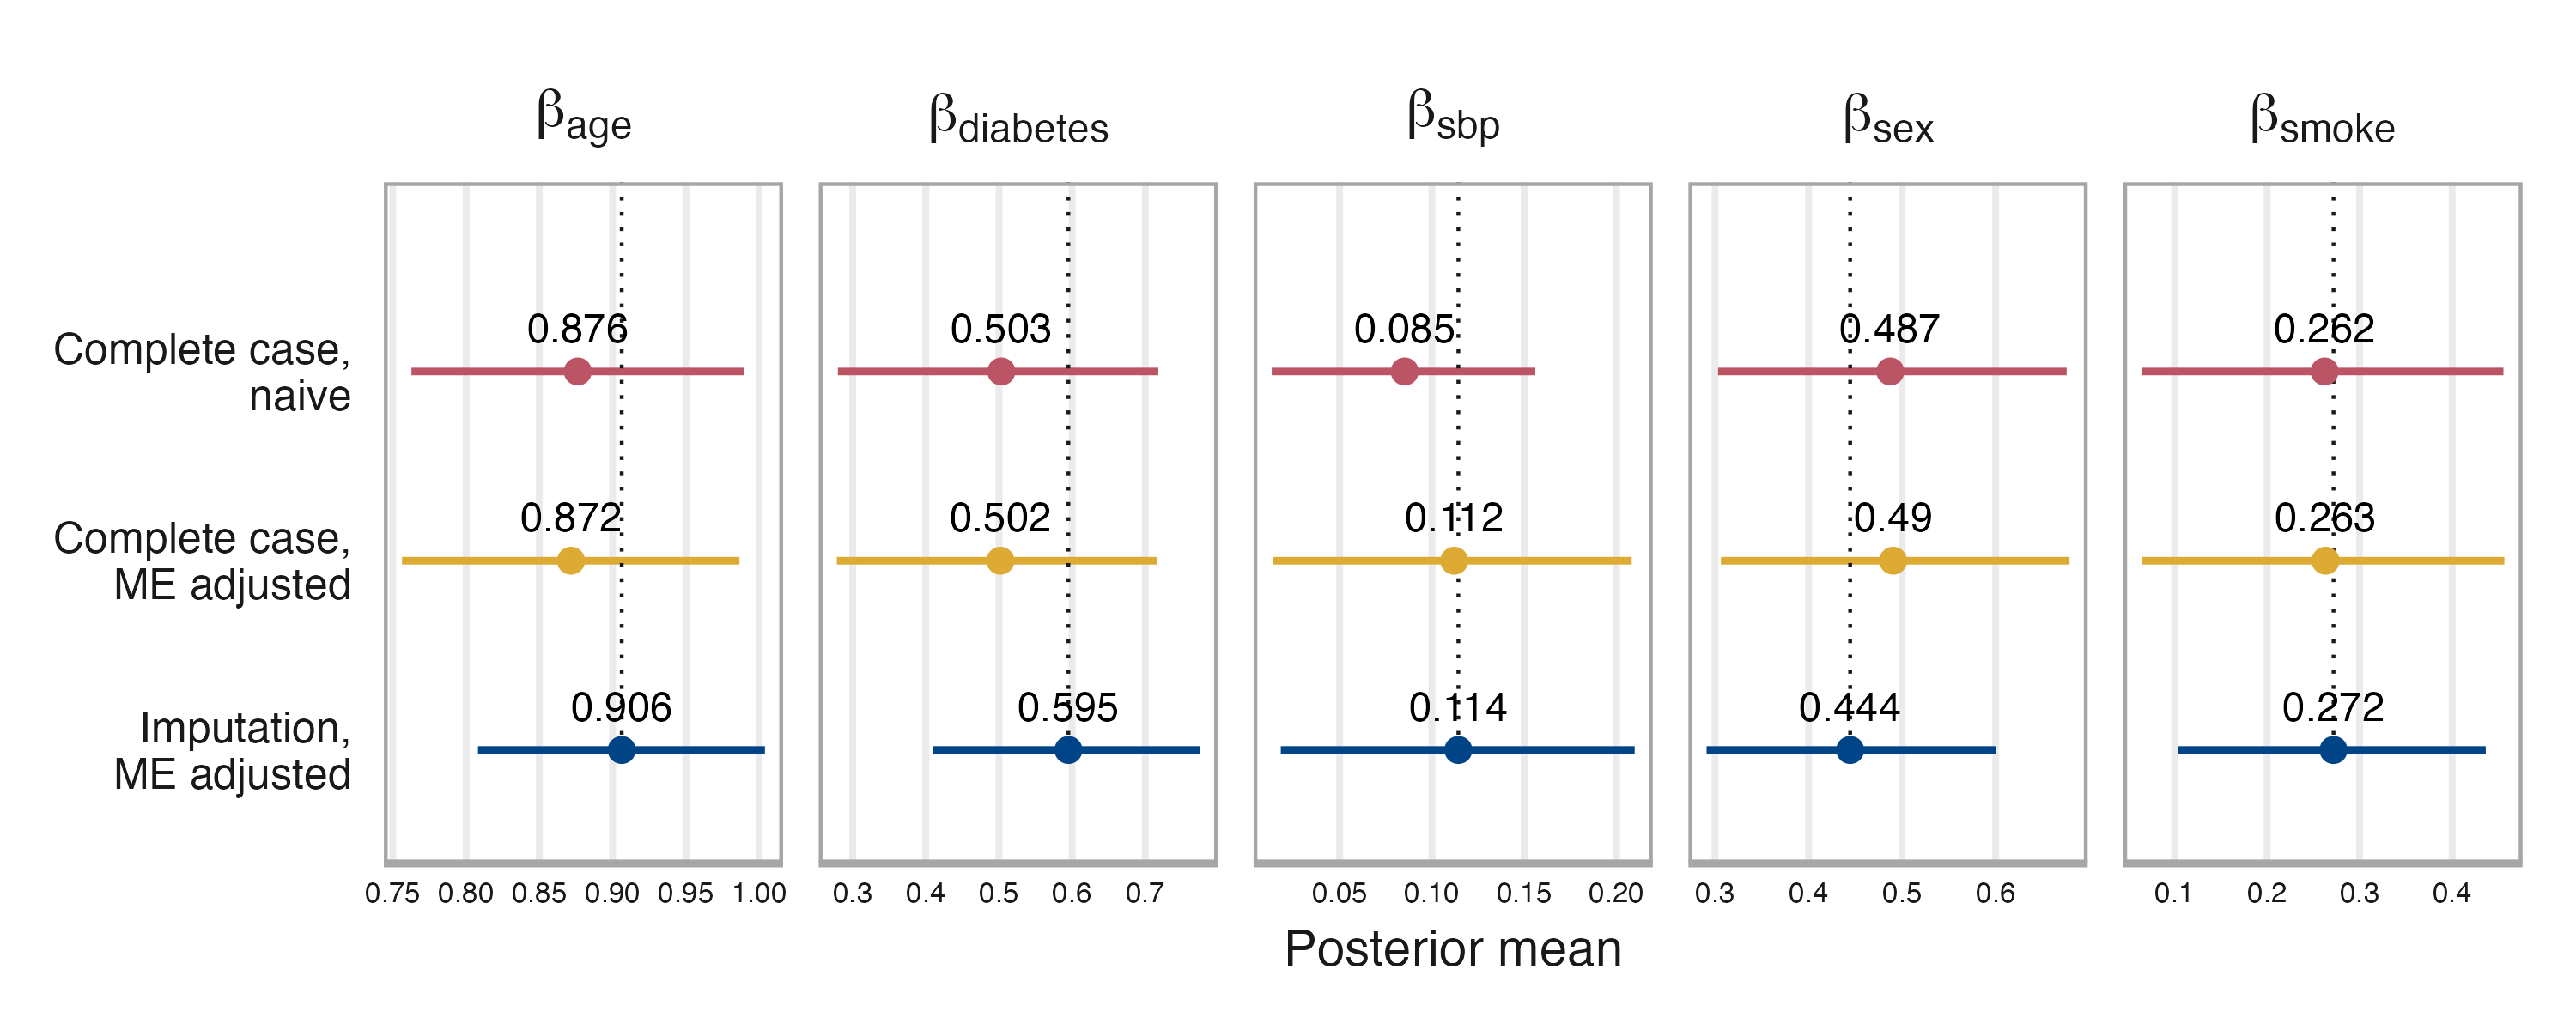 βage βdiabetes βsbp βsex βsmoke
Complete case,
naive
0.876 0.503 0.085 0.487 0.262
Complete case,
ME adjusted
0.872 0.502 0.112 0.49 0.263
Imputation,
ME adjusted
0.906 0.595 0.114 0.444 0.272
0.75 0.80 0.85 0.90 0.95 1.00 0.3 0.4 0.5 0.6 0.7 0.05 0.10 0.15 0.20 0.3 0.4 0.5 0.6 0.1 0.2 0.3 0.4
Posterior mean